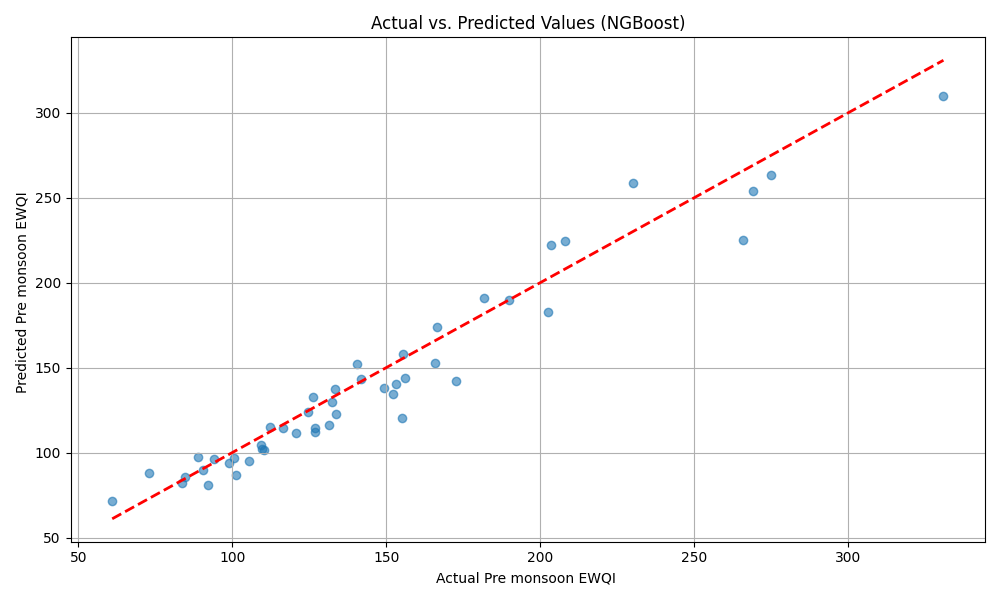 Actual vs. Predicted Values (NGBoost)
Predicted Pre monsoon EWQI
300
250
200
150
100
50
50 100 150 200 250 300
Actual Pre monsoon EWQI